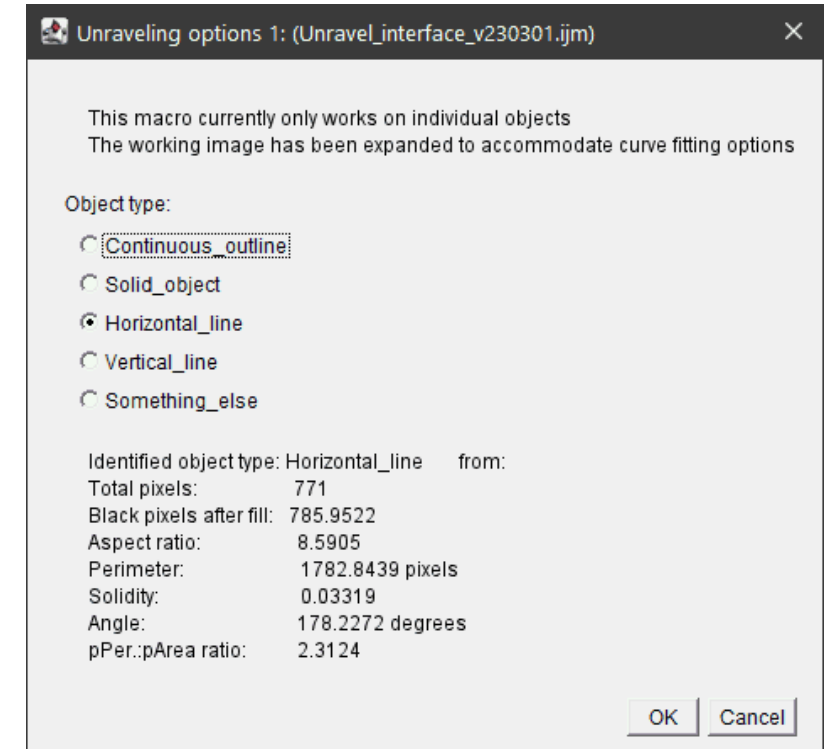 Unraveling options 1: (Unravel_interface_v230301.ijm)
This macro currently only works on individual objects
The working image has been expanded to accommodate curve fitting options
Object type:
Continuous_outline
Solid_object
Horizontal_line
Vertical_line
Something_else
Identified object type: Horizontal_line from:
Total pixels: 771
Black pixels after fill: 785.9522
Aspect ratio: 8.5905
Perimeter: 1782.8439 pixels
Solidity: 0.03319
Angle: 178.2272 degrees
pPer.:pArea ratio: 2.3124
OK Cancel